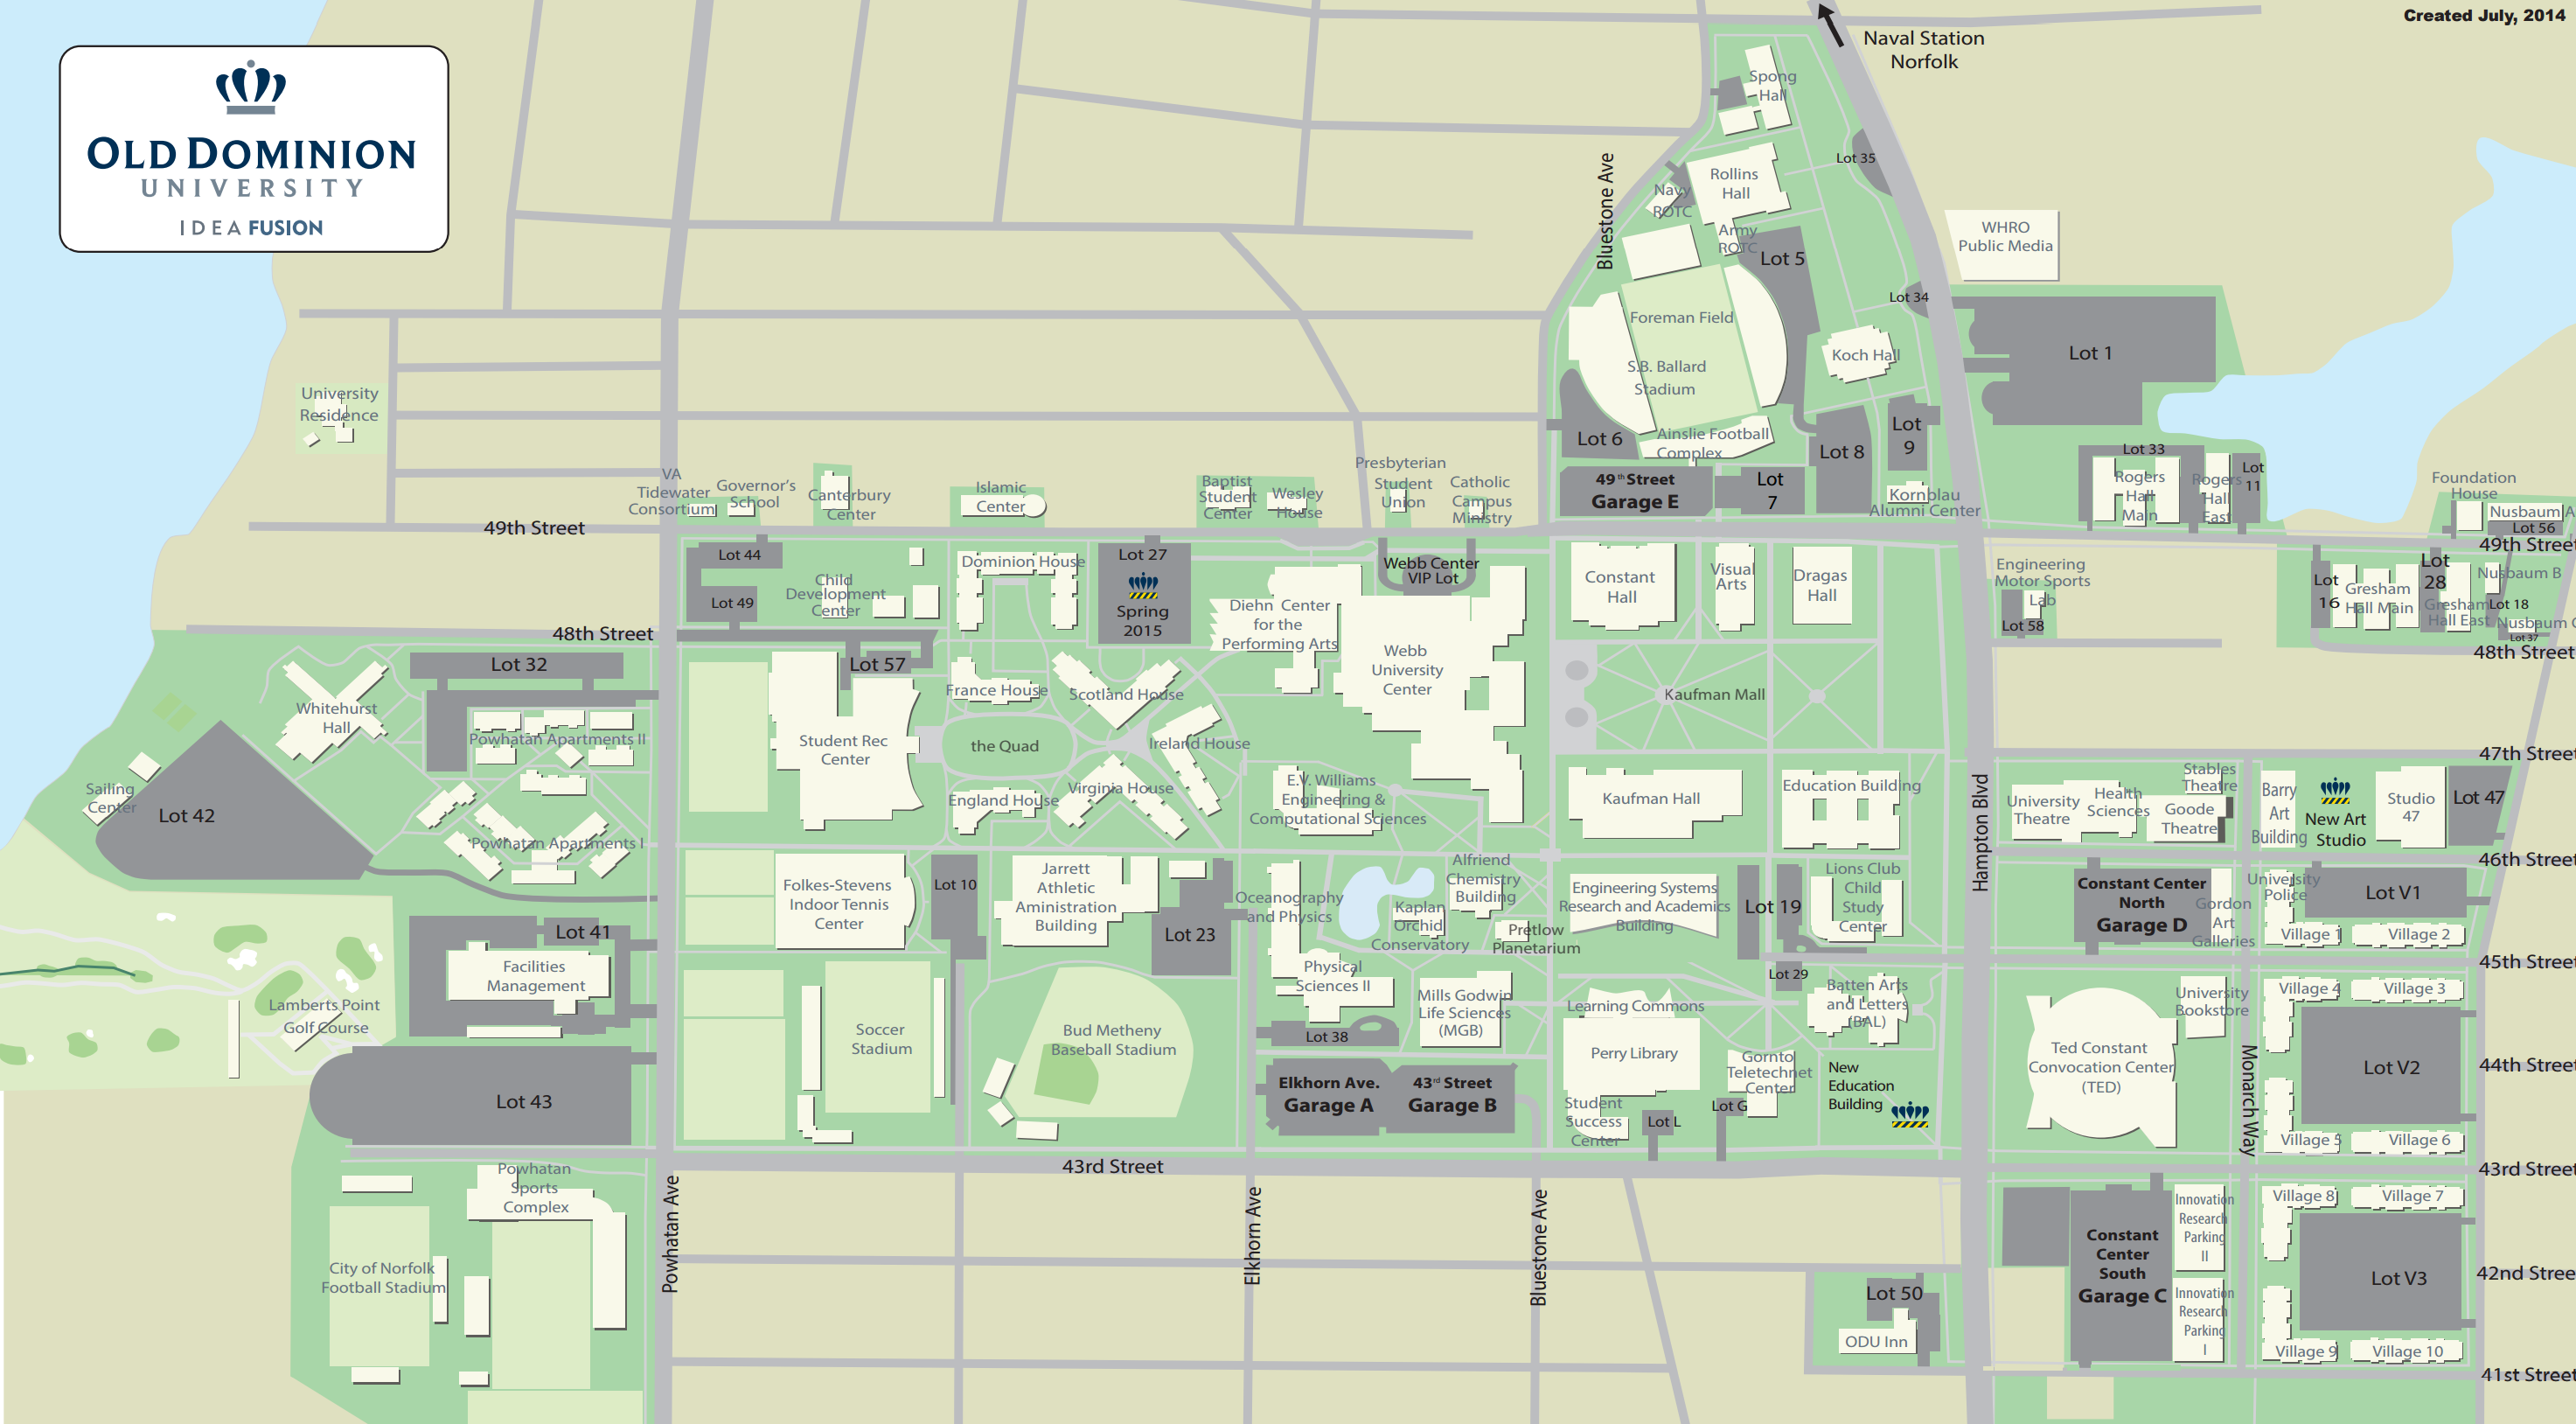 Created July, 2014
OLD DOMINION
UNIVERSITY
IDEA FUSION
Naval Station
Norfolk
Spong
Hall
Bluestone Ave
Lot 35
Rollins
Hall
Navy
ROTC
Army
ROTC
Lot 5
WHRO
Public Media
Lot 34
Foreman Field
S.B. Ballard
Stadium
Koch Hall
Lot 1
University
Residence
Lot 6
Ainslie Football
Complex
Lot 8
Lot
9
Lot 33
Rogers
Hall
Main
Rogers
Hall
East
Lot
11
Foundation
House
Nusbaum A
Lot 56
VA
Tidewater
Consortium
Governor's
School
Canterbury
Center
Islamic
Center
Baptist
Student
Center
Wesley
House
Presbyterian
Student
Union
Catholic
Campus
Ministry
49th Street
Garage E
Lot
7
Kornblau
Alumni Center
49th Street
49th Street
Lot 44
Lot 49
Child
Development
Center
Dominion House
Lot 27
Spring
2015
Diehn Center
for the
Performing Arts
Webb Center
VIP Lot
Webb
University
Center
Constant
Hall
Visual
Arts
Dragas
Hall
Engineering
Motor Sports
Lab
Lot 58
Lot
16
Gresham
Hall Main
Lot
28
Gresham
Hall East
Nusbaum B
Lot 18
Nusbaum C
Lot 37
48th Street
48th Street
Lot 32
Whitehurst
Hall
Powhatan Apartments II
Lot 57
Student Rec
Center
France House
Scotland House
the Quad
Ireland House
England House
Virginia House
Kaufman Mall
Sailing
Center
Lot 42
Powhatan Apartments I
E.V. Williams
Engineering &
Computational Sciences
Kaufman Hall
Education Building
Hampton Blvd
47th Street
University
Theatre
Health
Sciences
Stables
Theatre
Goode
Theatre
Barry
Art
Building
New Art
Studio
Studio
47
Lot 47
46th Street
Folkes-Stevens
Indoor Tennis
Center
Lot 10
Jarrett
Athletic
Aministration
Building
Lot 23
Oceanography
and Physics
Alfriend
Chemistry
Building
Kaplan
Orchid
Conservatory
Pretlow
Planetarium
Engineering Systems
Research and Academics
Building
Lot 19
Lions Club
Child
Study
Center
Constant Center
North
Garage D
Gordon
Art
Galleries
University
Police
Lot V1
Village 1
Village 2
45th Street
Lot 41
Facilities
Management
Lamberts Point
Golf Course
Lot 43
Soccer
Stadium
Bud Metheny
Baseball Stadium
Physical
Sciences II
Lot 38
Mills Godwin
Life Sciences
(MGB)
Elkhorn Ave.
Garage A
43rd Street
Garage B
Learning Commons
Perry Library
Student
Success
Center
Lot L
Lot 29
Batten Arts
and Letters
(BAL)
Gornto
Teletechnet
Center
Lot G
New
Education
Building
Ted Constant
Convocation Center
(TED)
University
Bookstore
Monarch Way
Village 4
Village 3
Lot V2
44th Street
Village 5
Village 6
43rd Street
43rd Street
Powhatan
Sports
Complex
City of Norfolk
Football Stadium
Powhatan Ave
Elkhorn Ave
Bluestone Ave
Lot 50
ODU Inn
Constant
Center
South
Garage C
Innovation
Research
Parking
II
Innovation
Research
Parking
I
Village 8
Village 7
Lot V3
42nd Stree
Village 9
Village 10
41st Street